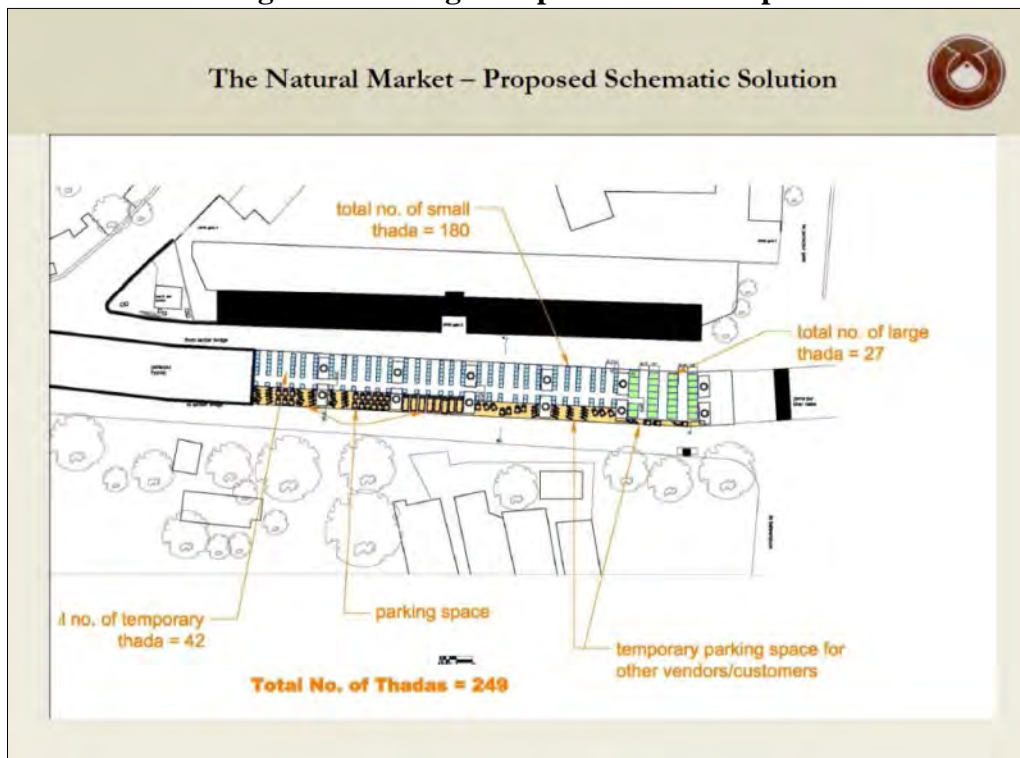 The Natural Market – Proposed Schematic Solution
total no. of small
thada = 180
total no. of large
thada = 27
l no. of temporary
thada = 42
parking space
temporary parking space for
other vendors/customers
Total No. of Thadas = 249